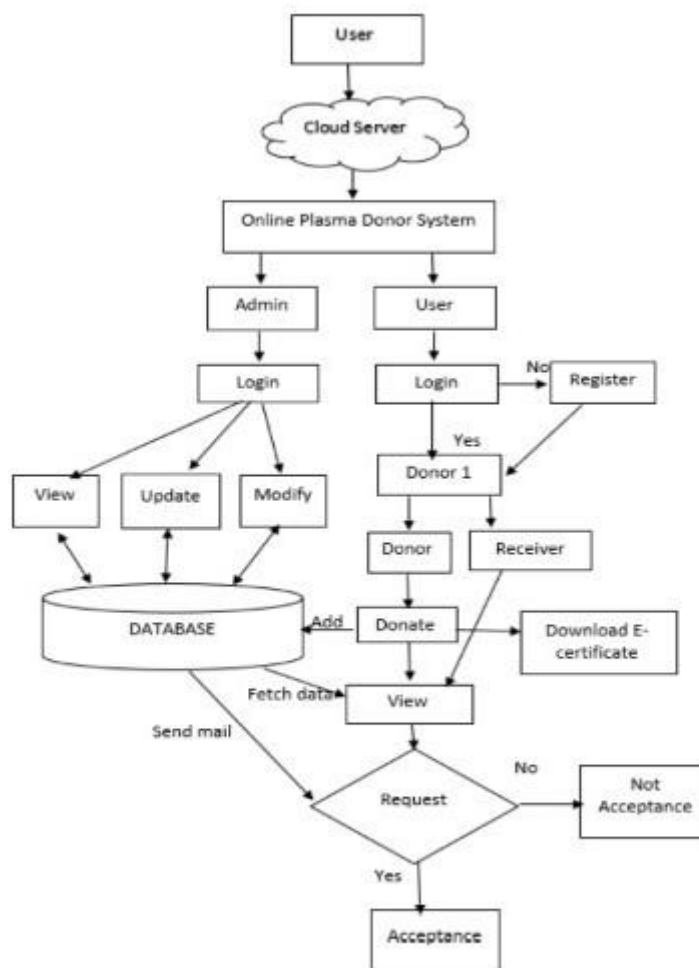 User
Cloud Server
Online Plasma Donor System
Admin
User
Login
Login
No
Register
Yes
Donor 1
View
Update
Modify
Donor
Receiver
DATABASE
Add
Donate
Download E-
certificate
Fetch data
View
Send mail
Request
No
Not
Acceptance
Yes
Acceptance